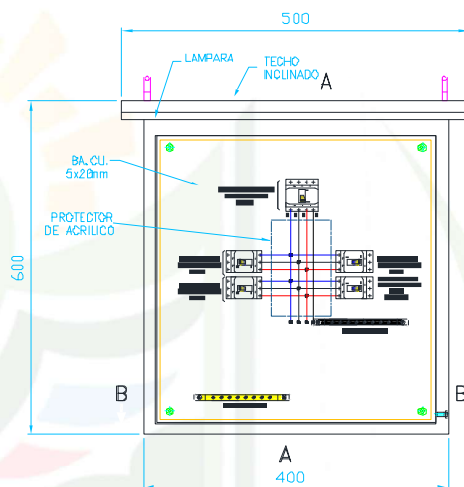 500
LAMPARA
TECHO
INCLINADO
A
BA.CU.
5x20mm
PROTECTOR
DE ACRILICO
600
B
B
A
400